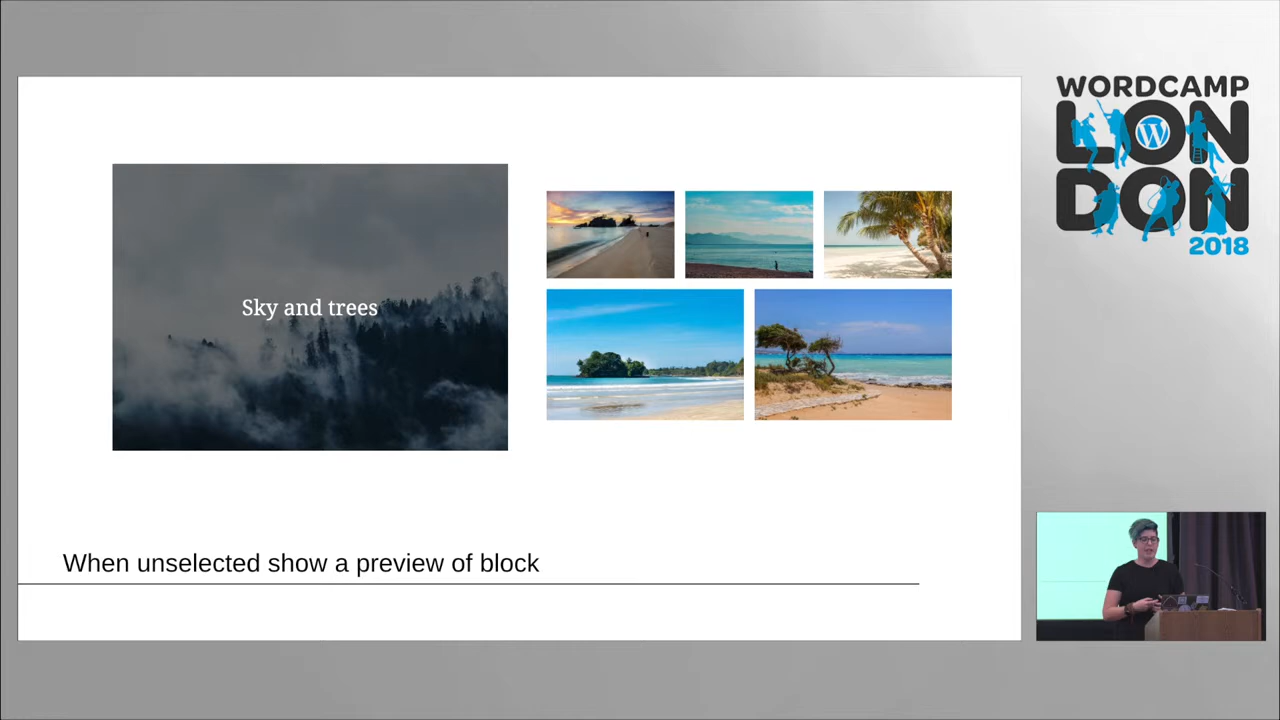 WORDCAMP
LON
DON
2018
Sky and trees
When unselected show a preview of block